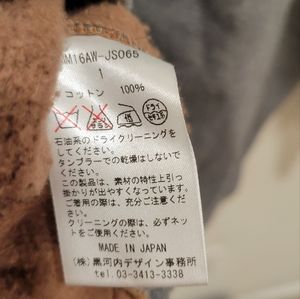 M16AW-JS065
1
コットン 100%
ドライ
石油系のドライクリーニングを
してください。
タンブラーでの乾燥はしないで
ください。
この製品は、素材の特性上引っ
掛かりが出やすくなっています。
ご着用の際は、充分ご注意くだ
さい。
クリーニングの際は、必ずネッ
トをご使用ください。
MADE IN JAPAN
(株)黒河内デザイン事務所
tel. 03-3413-3338